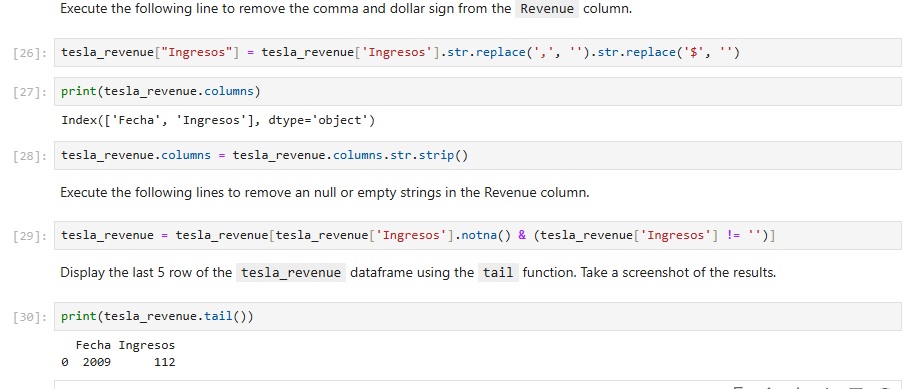 Execute the following line to remove the comma and dollar sign from the Revenue column.
[26]: tesla_revenue["Ingresos"] = tesla_revenue['Ingresos'].str.replace(',', '').str.replace('$', '')
[27]: print(tesla_revenue.columns)
Index(['Fecha', 'Ingresos'], dtype='object')
[28]: tesla_revenue.columns = tesla_revenue.columns.str.strip()
Execute the following lines to remove an null or empty strings in the Revenue column.
[29]: tesla_revenue = tesla_revenue[tesla_revenue['Ingresos'].notna() & (tesla_revenue['Ingresos'] != '')]
Display the last 5 row of the tesla_revenue dataframe using the tail function. Take a screenshot of the results.
[30]: print(tesla_revenue.tail())
Fecha Ingresos
0 2009 112